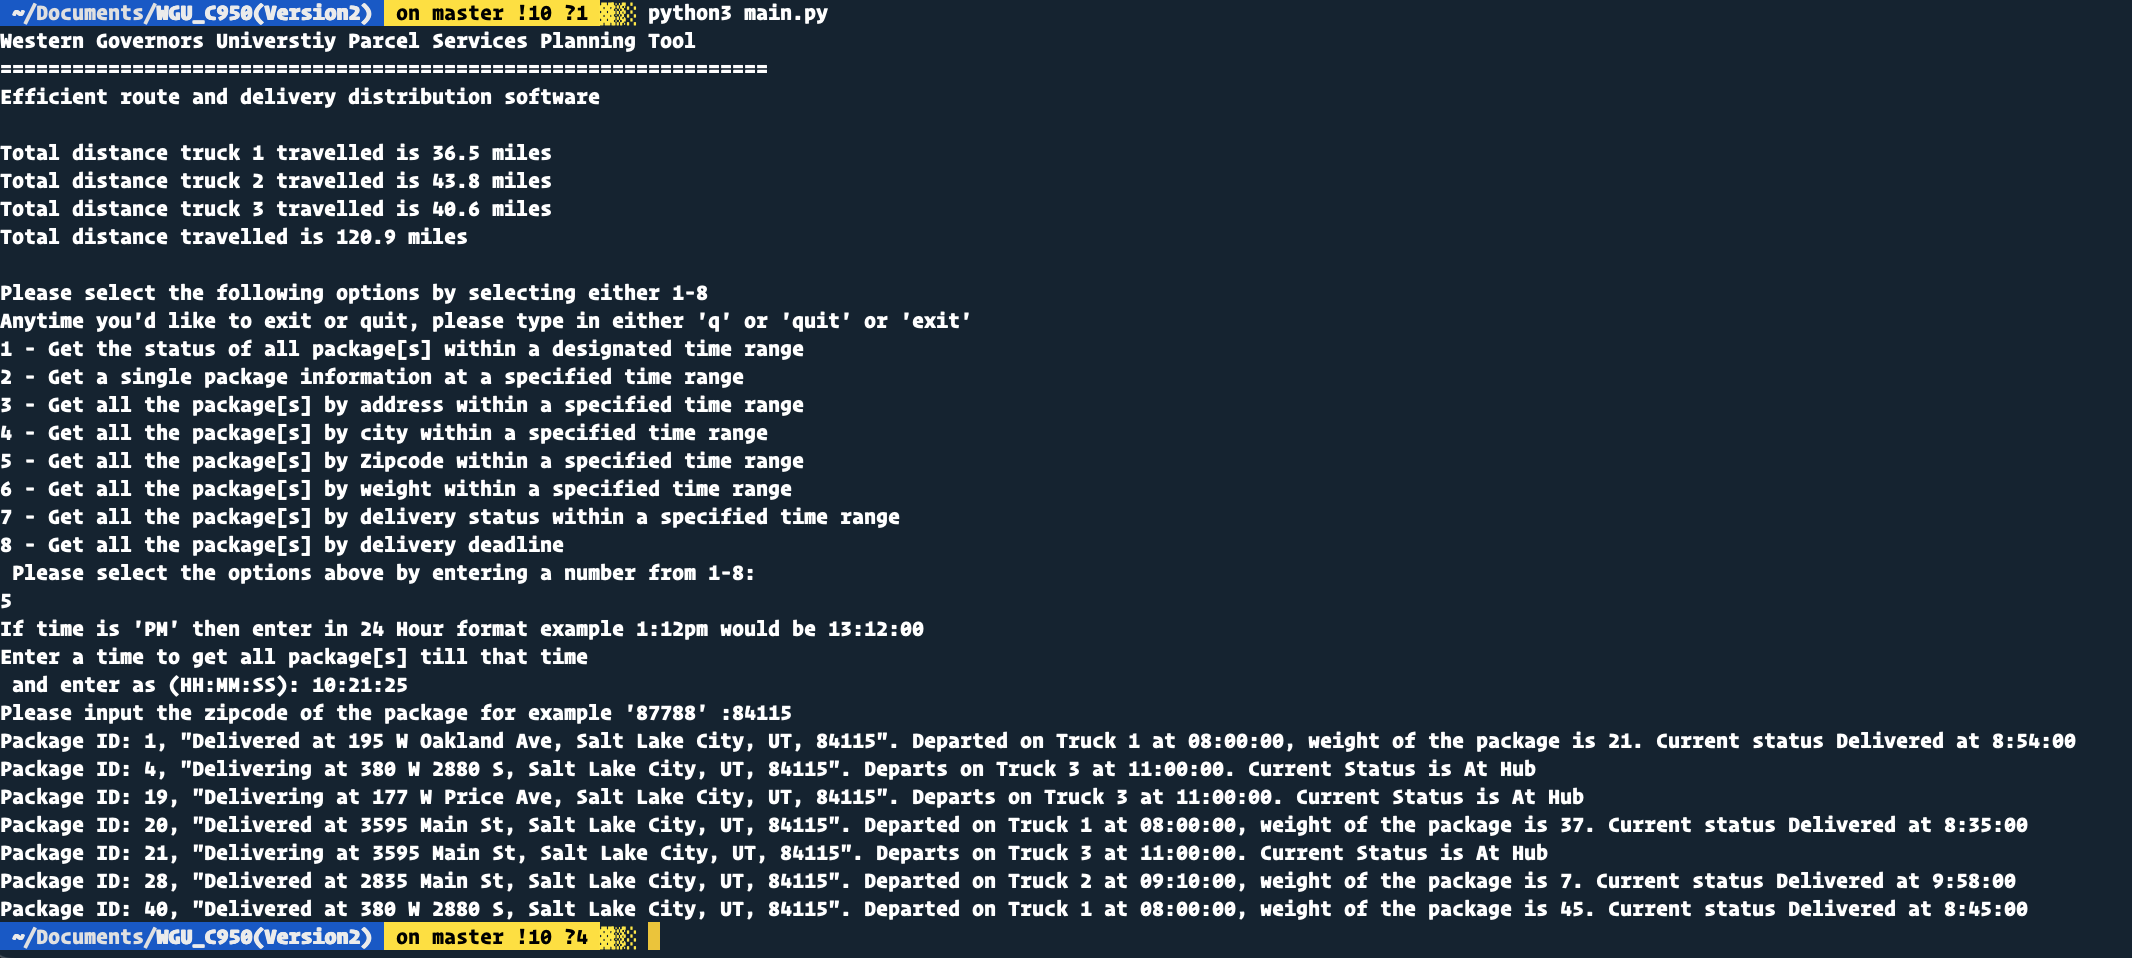 ~/Documents/WGU_C950(Version2) on master !10 ?1 python3 main.py
Western Governors Universtiy Parcel Services Planning Tool
================================================================
Efficient route and delivery distribution software
Total distance truck 1 travelled is 36.5 miles
Total distance truck 2 travelled is 43.8 miles
Total distance truck 3 travelled is 40.6 miles
Total distance travelled is 120.9 miles
Please select the following options by selecting either 1-8
Anytime you'd like to exit or quit, please type in either 'q' or 'quit' or 'exit'
1 - Get the status of all package[s] within a designated time range
2 - Get a single package information at a specified time range
3 - Get all the package[s] by address within a specified time range
4 - Get all the package[s] by city within a specified time range
5 - Get all the package[s] by Zipcode within a specified time range
6 - Get all the package[s] by weight within a specified time range
7 - Get all the package[s] by delivery status within a specified time range
8 - Get all the package[s] by delivery deadline
Please select the options above by entering a number from 1-8:
5
If time is 'PM' then enter in 24 Hour format example 1:12pm would be 13:12:00
Enter a time to get all package[s] till that time
and enter as (HH:MM:SS): 10:21:25
Please input the zipcode of the package for example '87788' :84115
Package ID: 1, "Delivered at 195 W Oakland Ave, Salt Lake City, UT, 84115". Departed on Truck 1 at 08:00:00, weight of the package is 21. Current status Delivered at 8:54:00
Package ID: 4, "Delivering at 380 W 2880 S, Salt Lake City, UT, 84115". Departs on Truck 3 at 11:00:00. Current Status is At Hub
Package ID: 19, "Delivering at 177 W Price Ave, Salt Lake City, UT, 84115". Departs on Truck 3 at 11:00:00. Current Status is At Hub
Package ID: 20, "Delivered at 3595 Main St, Salt Lake City, UT, 84115". Departed on Truck 1 at 08:00:00, weight of the package is 37. Current status Delivered at 8:35:00
Package ID: 21, "Delivering at 3595 Main St, Salt Lake City, UT, 84115". Departs on Truck 3 at 11:00:00. Current Status is At Hub
Package ID: 28, "Delivered at 2835 Main St, Salt Lake City, UT, 84115". Departed on Truck 2 at 09:10:00, weight of the package is 7. Current status Delivered at 9:58:00
Package ID: 40, "Delivered at 380 W 2880 S, Salt Lake City, UT, 84115". Departed on Truck 1 at 08:00:00, weight of the package is 45. Current status Delivered at 8:45:00
~/Documents/WGU_C950(Version2) on master !10 ?4